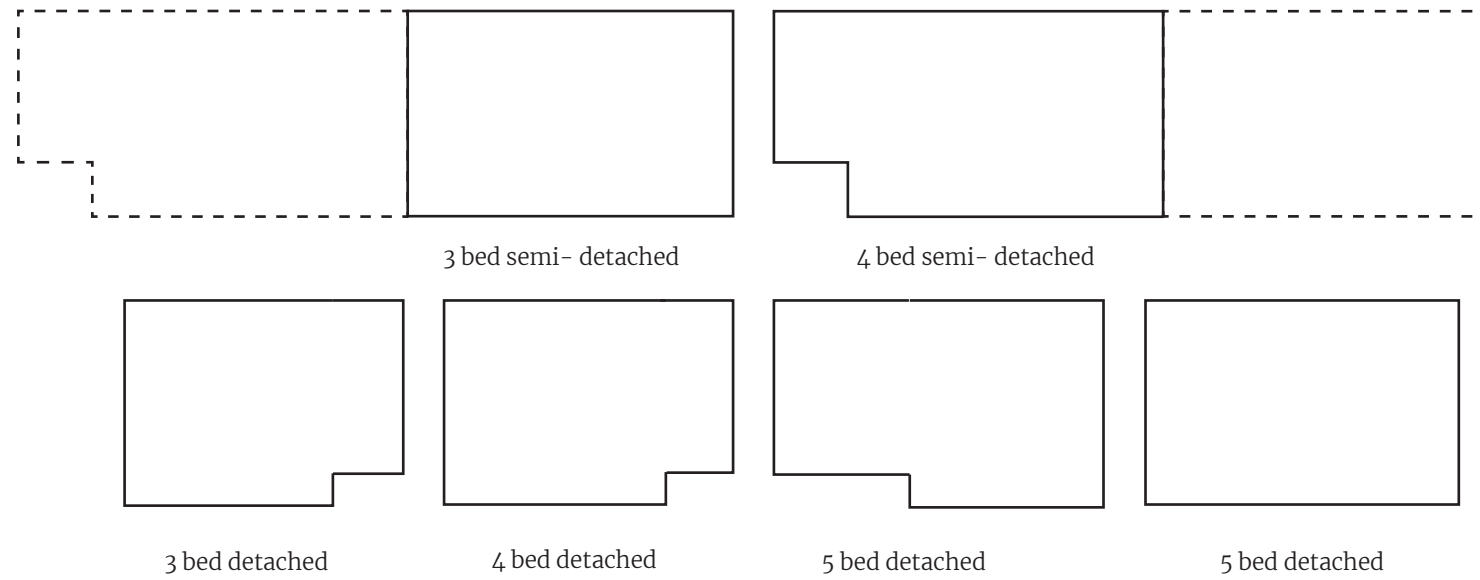 3 bed semi- detached
4 bed semi- detached
3 bed detached
4 bed detached
5 bed detached
5 bed detached